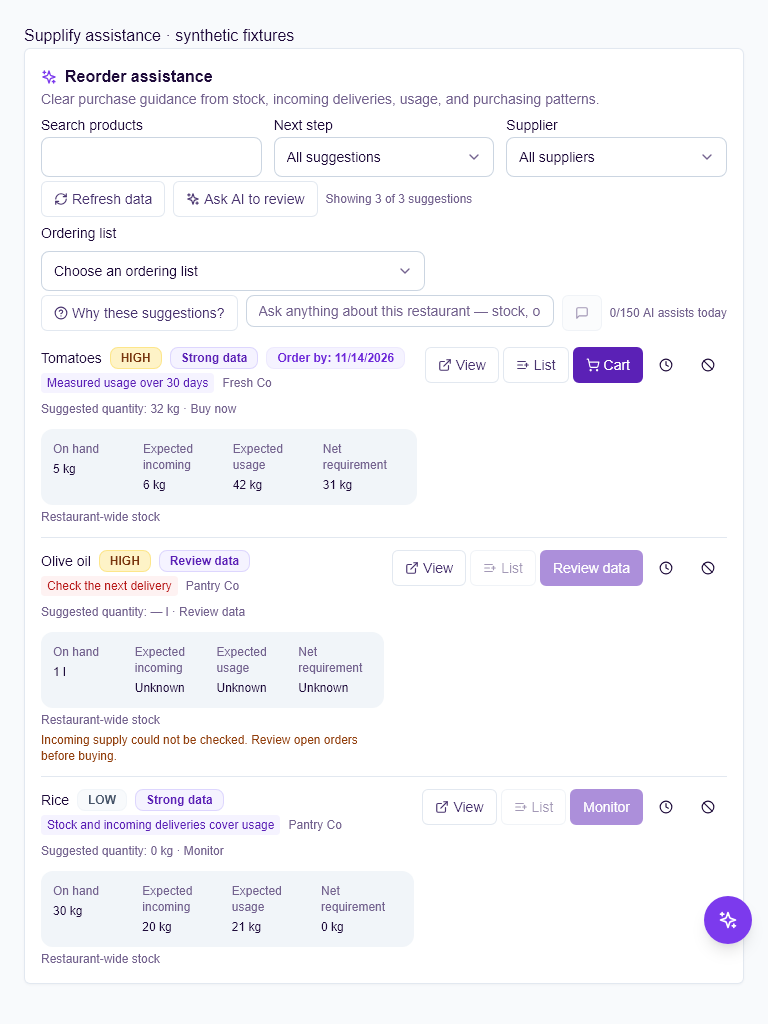 Supplify assistance · synthetic fixtures
Reorder assistance
Clear purchase guidance from stock, incoming deliveries, usage, and purchasing patterns.
Search products
Next step
Supplier
All suggestions
All suppliers
Refresh data
Ask AI to review
Showing 3 of 3 suggestions
Ordering list
Choose an ordering list
Why these suggestions?
Ask anything about this restaurant — stock, o
0/150 AI assists today
Tomatoes HIGH Strong data Order by: 11/14/2026 View List Cart
Measured usage over 30 days Fresh Co
Suggested quantity: 32 kg · Buy now
On hand
5 kg
Expected
incoming
6 kg
Expected
usage
42 kg
Net
requirement
31 kg
Restaurant-wide stock
Olive oil HIGH Review data View List Review data
Check the next delivery Pantry Co
Suggested quantity: — l · Review data
On hand
1 l
Expected
incoming
Unknown
Expected
usage
Unknown
Net
requirement
Unknown
Restaurant-wide stock
Incoming supply could not be checked. Review open orders
before buying.
Rice LOW Strong data View List Monitor
Stock and incoming deliveries cover usage Pantry Co
Suggested quantity: 0 kg · Monitor
On hand
30 kg
Expected
incoming
20 kg
Expected
usage
21 kg
Net
requirement
0 kg
Restaurant-wide stock